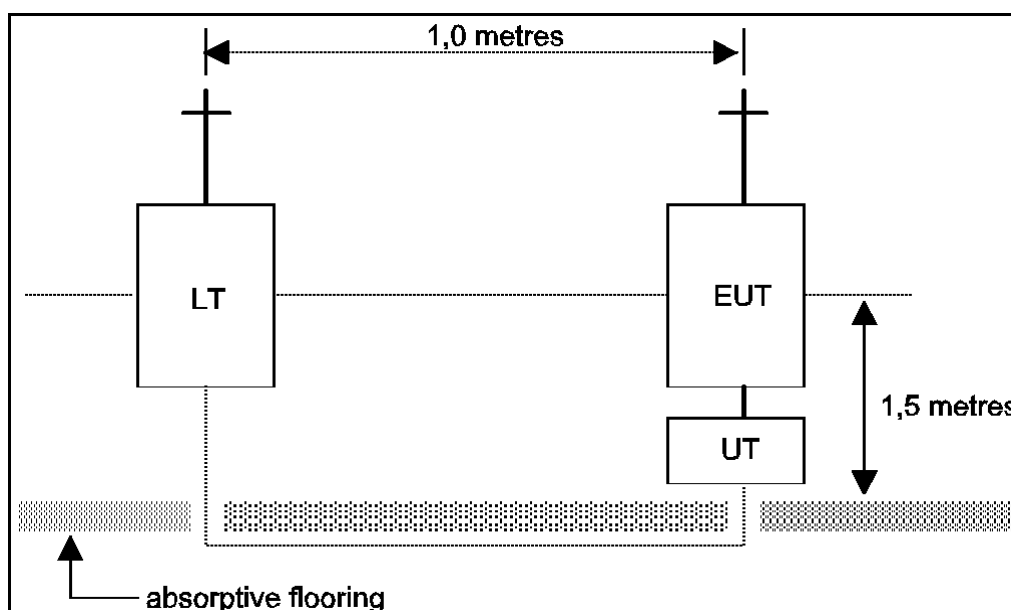 1,0 metres
LT
EUT
1,5 metres
UT
absorptive flooring